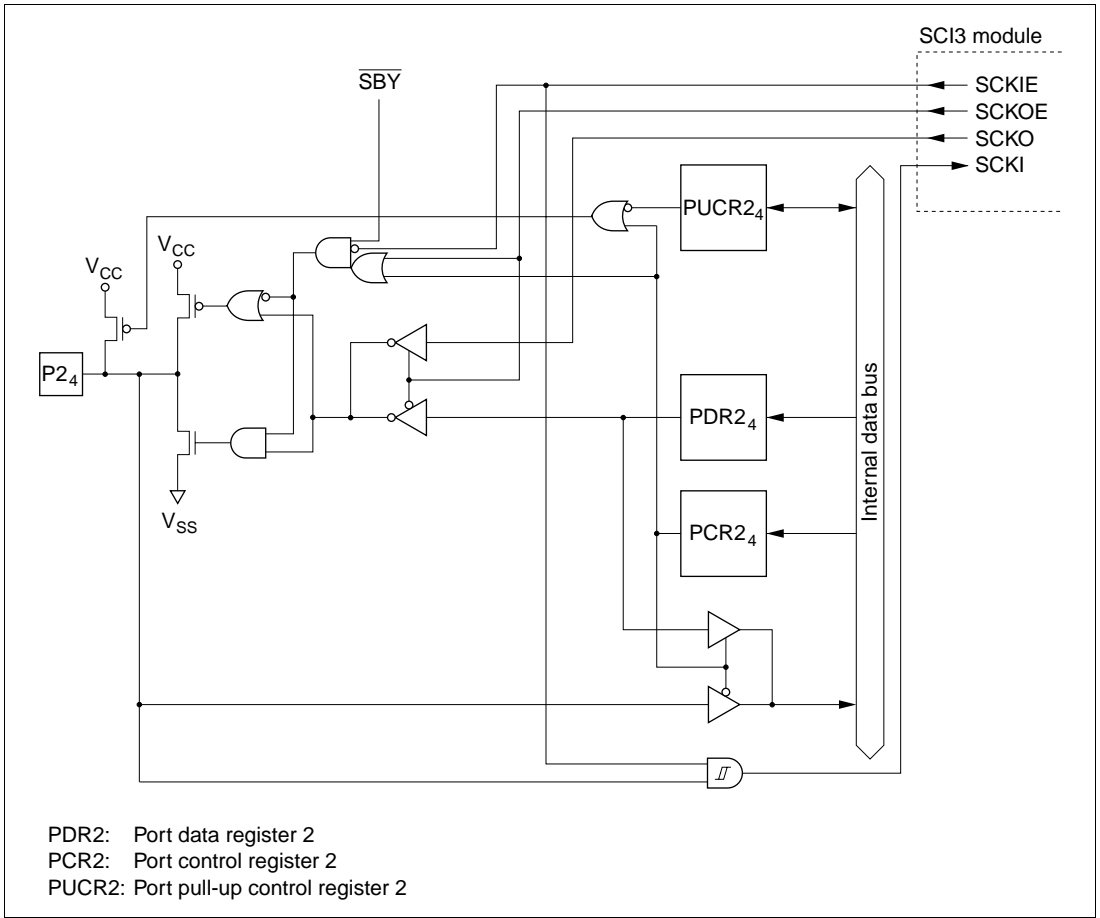 SCI3 module
SBY
SCKIE
SCKOE
SCKO
SCKI
PUCR2₄
VCC
VCC
P2₄
PDR2₄
Internal data bus
VSS
PCR2₄
PDR2: Port data register 2
PCR2: Port control register 2
PUCR2: Port pull-up control register 2